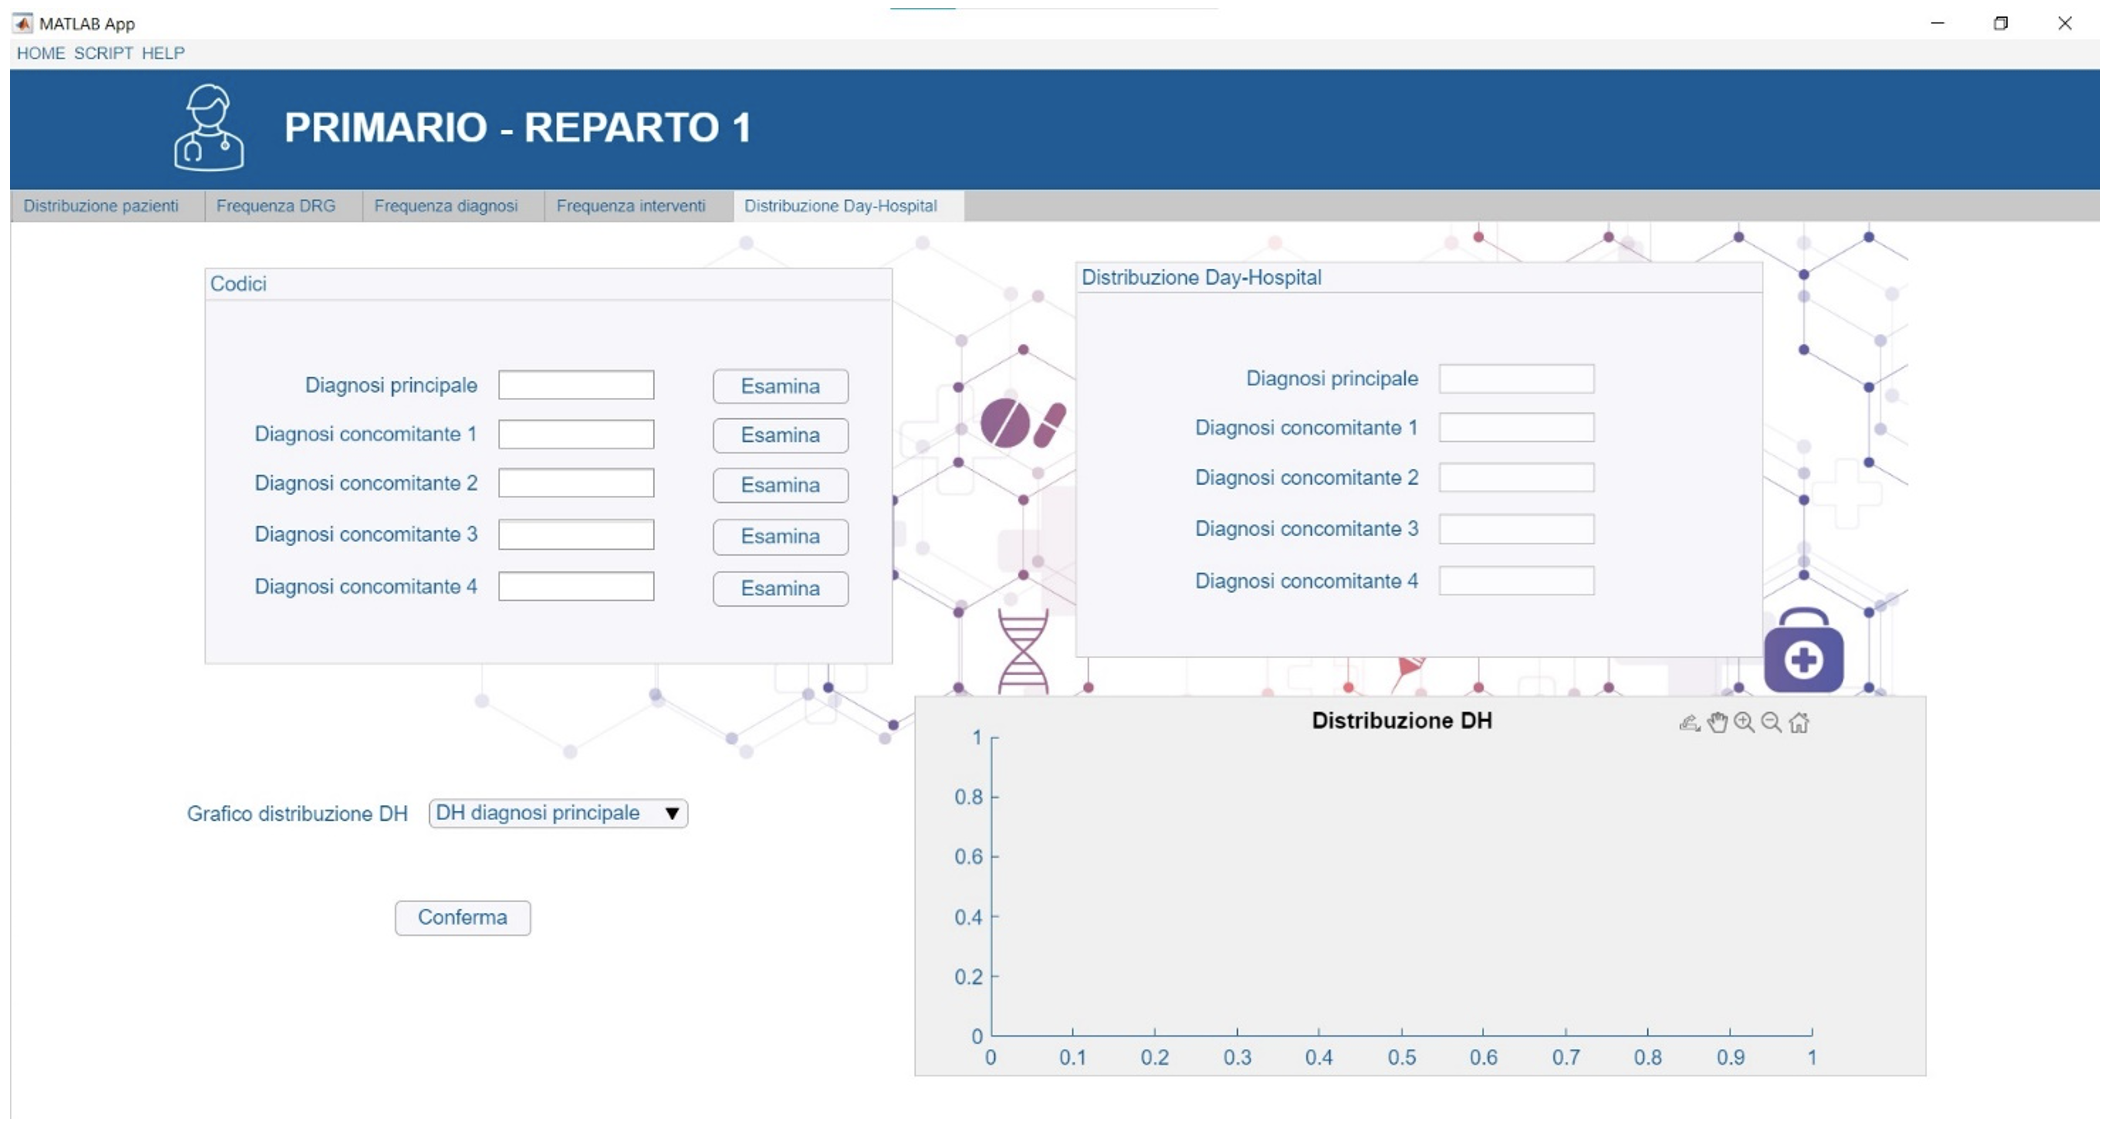 MATLAB App
HOME SCRIPT HELP
PRIMARIO - REPARTO 1
Distribuzione pazienti Frequenza DRG Frequenza diagnosi Frequenza interventi Distribuzione Day-Hospital
Codici
Diagnosi principale Esamina
Diagnosi concomitante 1 Esamina
Diagnosi concomitante 2 Esamina
Diagnosi concomitante 3 Esamina
Diagnosi concomitante 4 Esamina
Distribuzione Day-Hospital
Diagnosi principale
Diagnosi concomitante 1
Diagnosi concomitante 2
Diagnosi concomitante 3
Diagnosi concomitante 4
Grafico distribuzione DH DH diagnosi principale
Conferma
Distribuzione DH
1
0.8
0.6
0.4
0.2
0
0 0.1 0.2 0.3 0.4 0.5 0.6 0.7 0.8 0.9 1